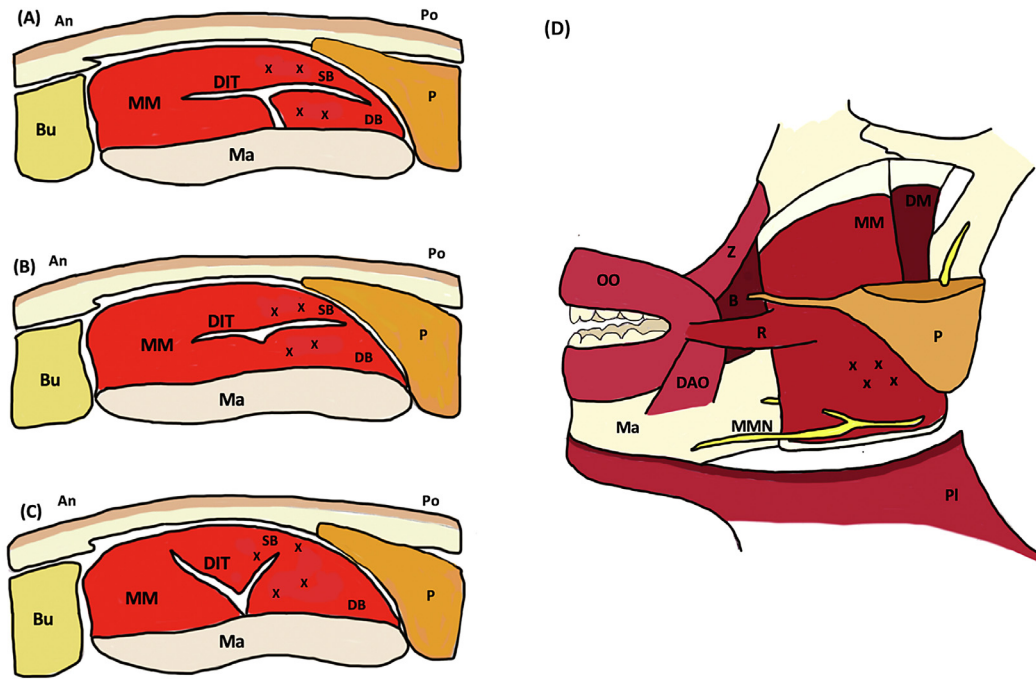 (A)
An
Po
DIT
x x
SB
MM
P
x x
DB
Bu
Ma
(B)
An
Po
DIT
x x
SB
MM
x x
P
DB
Bu
Ma
(C)
An
Po
SB
x
DIT
x
x
MM
x
DB
P
Bu
Ma
(D)
DM
MM
Z
OO
B
R
P
x x
x x
DAO
Ma
MMN
Pl